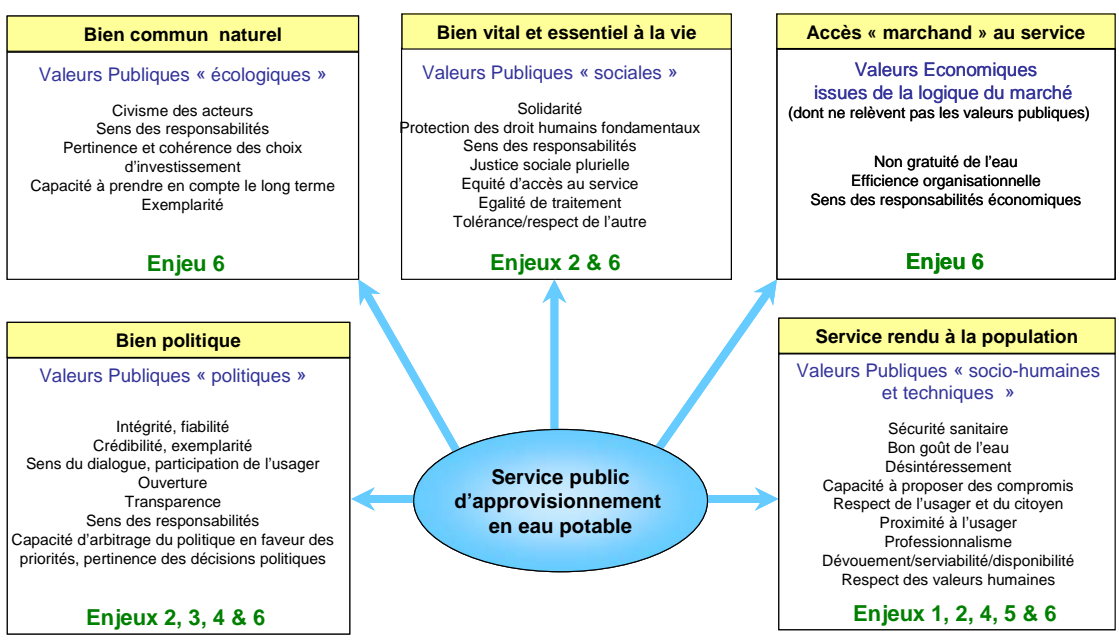 Bien commun naturel
Valeurs Publiques « écologiques »
Civisme des acteurs
Sens des responsabilités
Pertinence et cohérence des choix
d’investissement
Capacité à prendre en compte le long terme
Exemplarité
Enjeu 6
Bien vital et essentiel à la vie
Valeurs Publiques « sociales »
Solidarité
Protection des droit humains fondamentaux
Sens des responsabilités
Justice sociale plurielle
Equité d’accès au service
Egalité de traitement
Tolérance/respect de l’autre
Enjeux 2 & 6
Accès « marchand » au service
Valeurs Economiques
issues de la logique du marché
(dont ne relèvent pas les valeurs publiques)
Non gratuité de l’eau
Efficience organisationnelle
Sens des responsabilités économiques
Enjeu 6
Bien politique
Valeurs Publiques « politiques »
Intégrité, fiabilité
Crédibilité, exemplarité
Sens du dialogue, participation de l’usager
Ouverture
Transparence
Sens des responsabilités
Capacité d’arbitrage du politique en faveur des
priorités, pertinence des décisions politiques
Enjeux 2, 3, 4 & 6
Service public
d’approvisionnement
en eau potable
Service rendu à la population
Valeurs Publiques « socio-humaines
et techniques »
Sécurité sanitaire
Bon goût de l’eau
Désintéressement
Capacité à proposer des compromis
Respect de l’usager et du citoyen
Proximité à l’usager
Professionnalisme
Dévouement/serviabilité/disponibilité
Respect des valeurs humaines
Enjeux 1, 2, 4, 5 & 6